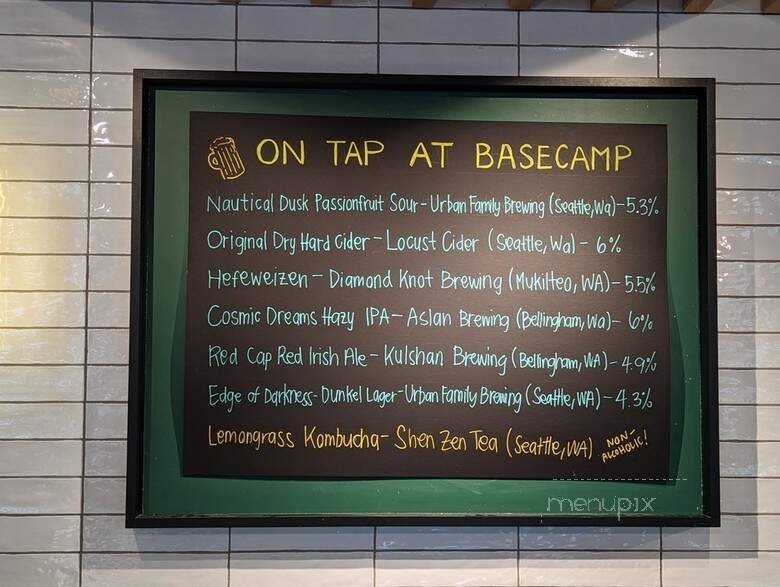 ON TAP AT BASECAMP
Nautical Dusk Passionfruit Sour - Urban Family Brewing (Seattle, Wa) - 5.3%
Original Dry Hard Cider - Locust Cider (Seattle, Wa) - 6%
Hefeweizen - Diamond Knot Brewing (Mukilteo, WA) - 5.5%
Cosmic Dreams Hazy IPA - Aslan Brewing (Bellingham, Wa) - 6%
Red Cap Red Irish Ale - Kulshan Brewing (Bellingham, WA) - 4.9%
Edge of Darkness - Dunkel Lager - Urban Family Brewing (Seattle, WA) - 4.3%
Lemongrass Kombucha - Shen Zen Tea (Seattle, WA) NON-
ALCOHOLIC!
menupix